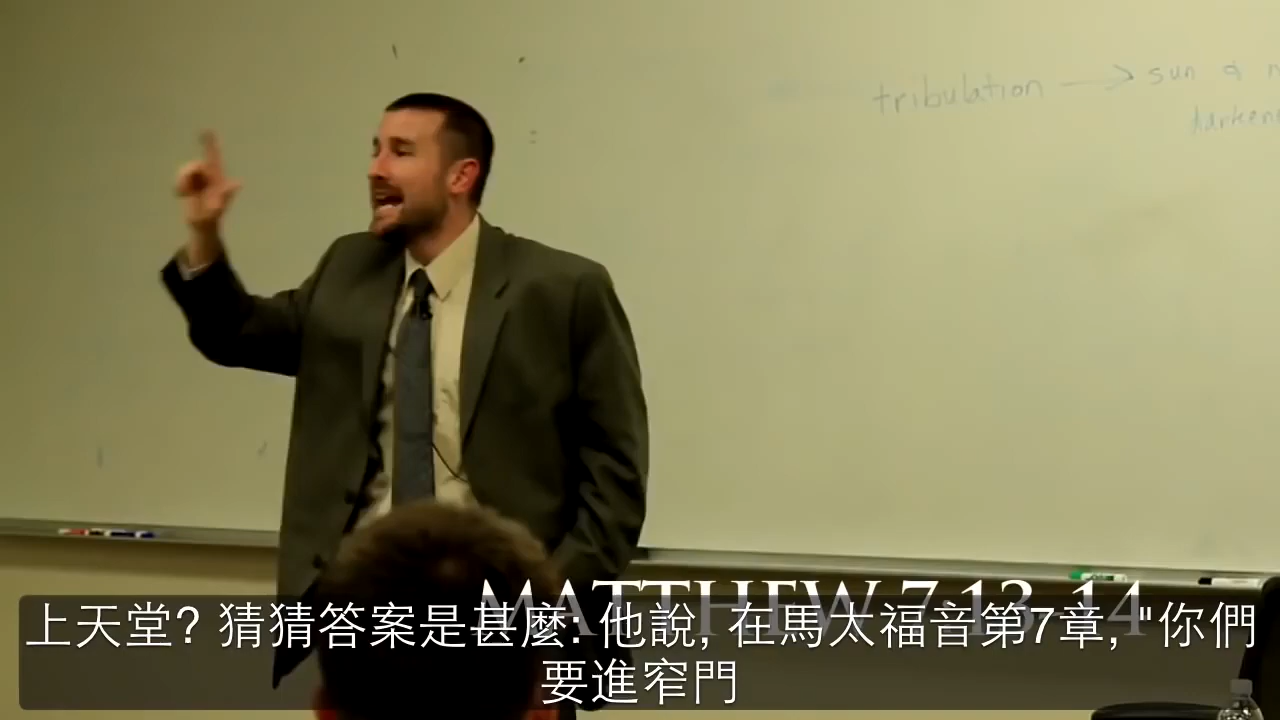 tribulation → sun &
darken
MATTHEW 7:13-14
上天堂? 猜猜答案是甚麼: 他說, 在馬太福音第7章, "你們
要進窄門